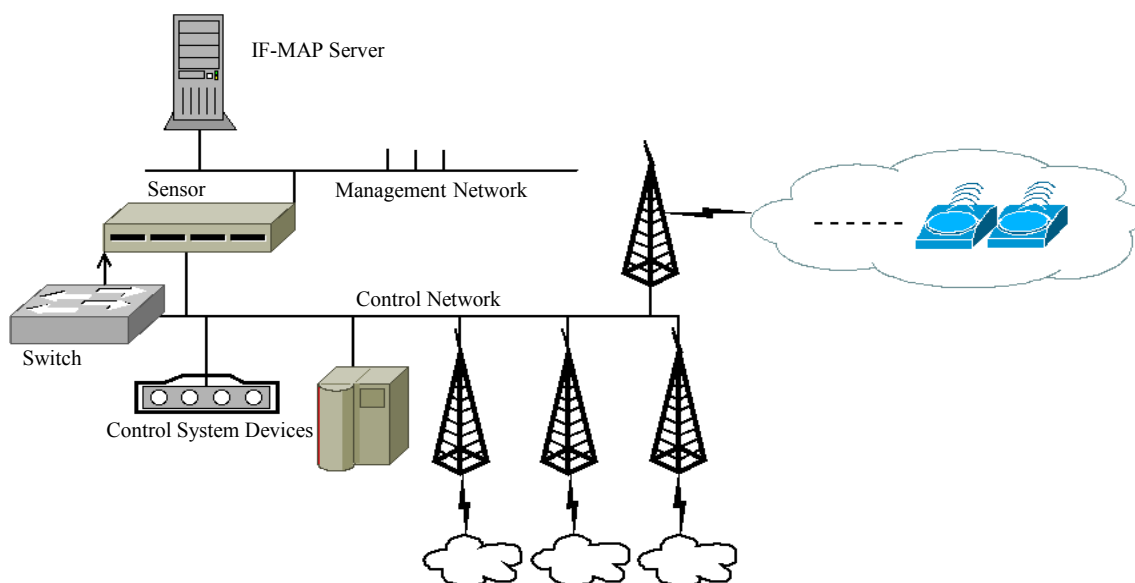 IF-MAP Server
Sensor
Management Network
Control Network
Switch
Control System Devices